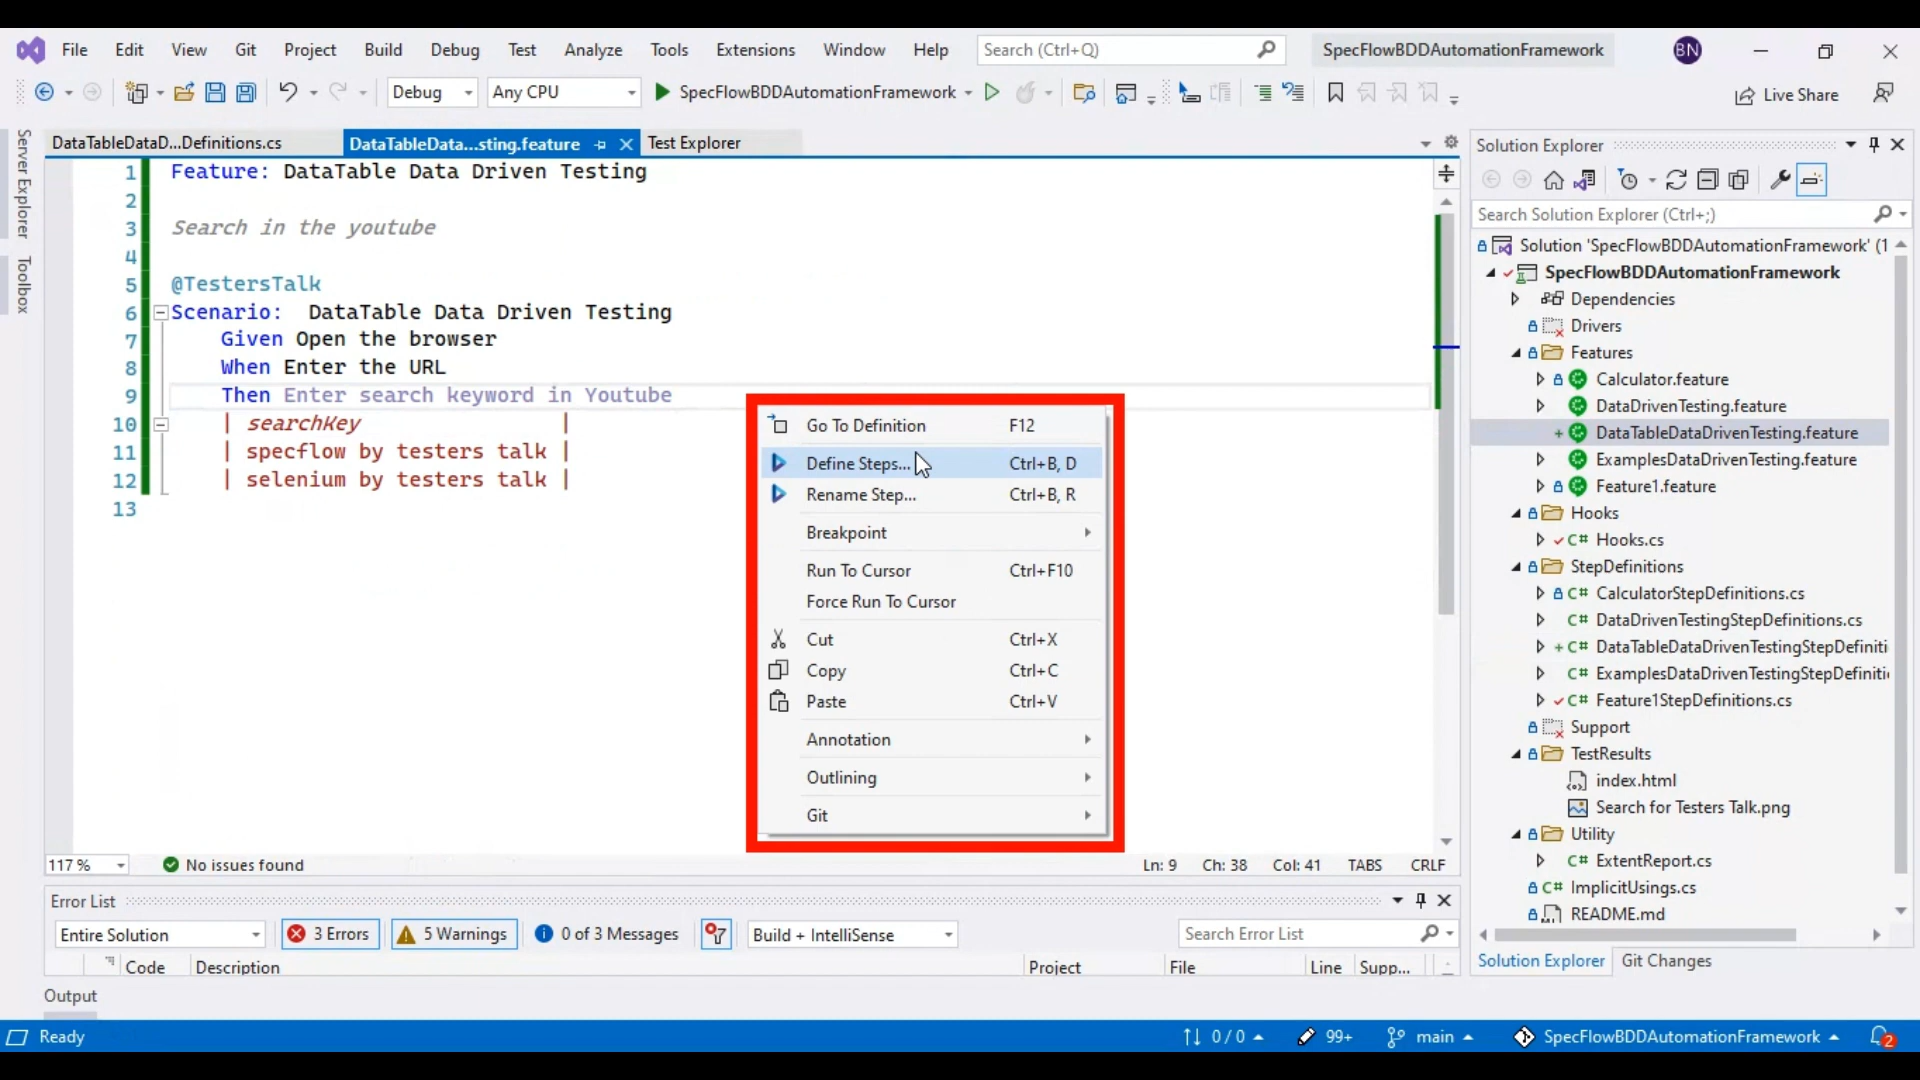 File Edit View Git Project Build Debug Test Analyze Tools Extensions Window Help Search (Ctrl+Q) SpecFlowBDDAutomationFramework BN
Debug Any CPU SpecFlowBDDAutomationFramework Live Share
Server Explorer
Toolbox
DataTableDataD...Definitions.cs DataTableData...sting.feature Test Explorer
1 Feature: DataTable Data Driven Testing
2
3 Search in the youtube
4
5 @TestersTalk
6 Scenario: DataTable Data Driven Testing
7 Given Open the browser
8 When Enter the URL
9 Then Enter search keyword in Youtube
10 | searchKey |
11 | specflow by testers talk |
12 | selenium by testers talk |
13
Go To Definition F12
Define Steps... Ctrl+B, D
Rename Step... Ctrl+B, R
Breakpoint
Run To Cursor Ctrl+F10
Force Run To Cursor
Cut Ctrl+X
Copy Ctrl+C
Paste Ctrl+V
Annotation
Outlining
Git
117 % No issues found Ln: 9 Ch: 38 Col: 41 TABS CRLF
Error List
Entire Solution 3 Errors 5 Warnings 0 of 3 Messages Build + IntelliSense Search Error List
Code Description Project File Line Supp...
Output
Solution Explorer
Search Solution Explorer (Ctrl+;)
Solution 'SpecFlowBDDAutomationFramework' (1
SpecFlowBDDAutomationFramework
Dependencies
Drivers
Features
Calculator.feature
DataDrivenTesting.feature
+ DataTableDataDrivenTesting.feature
ExamplesDataDrivenTesting.feature
Feature1.feature
Hooks
C# Hooks.cs
StepDefinitions
C# CalculatorStepDefinitions.cs
C# DataDrivenTestingStepDefinitions.cs
+ C# DataTableDataDrivenTestingStepDefiniti
C# ExamplesDataDrivenTestingStepDefiniti
C# Feature1StepDefinitions.cs
Support
TestResults
index.html
Search for Testers Talk.png
Utility
C# ExtentReport.cs
C# ImplicitUsings.cs
README.md
Solution Explorer Git Changes
Ready 0 / 0 99+ main SpecFlowBDDAutomationFramework 2